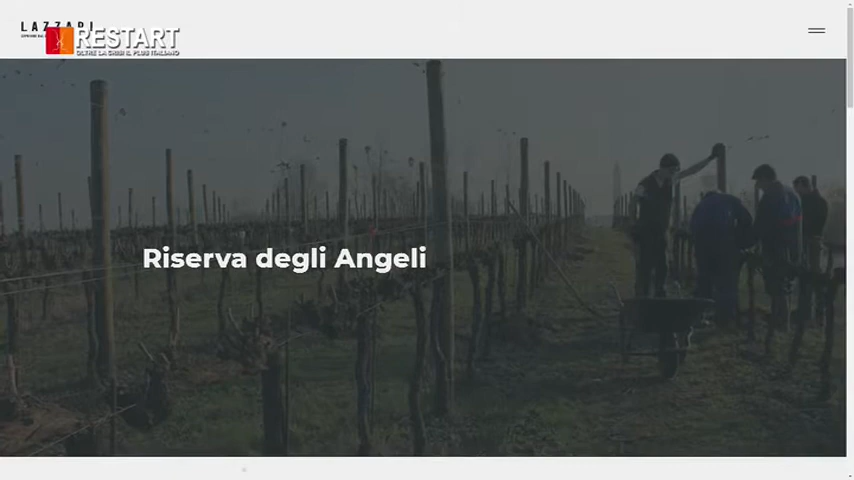 LAZZARI
RESTART
OLTRE LA CRISI IL PLUS ITALIANO
Riserva degli Angeli